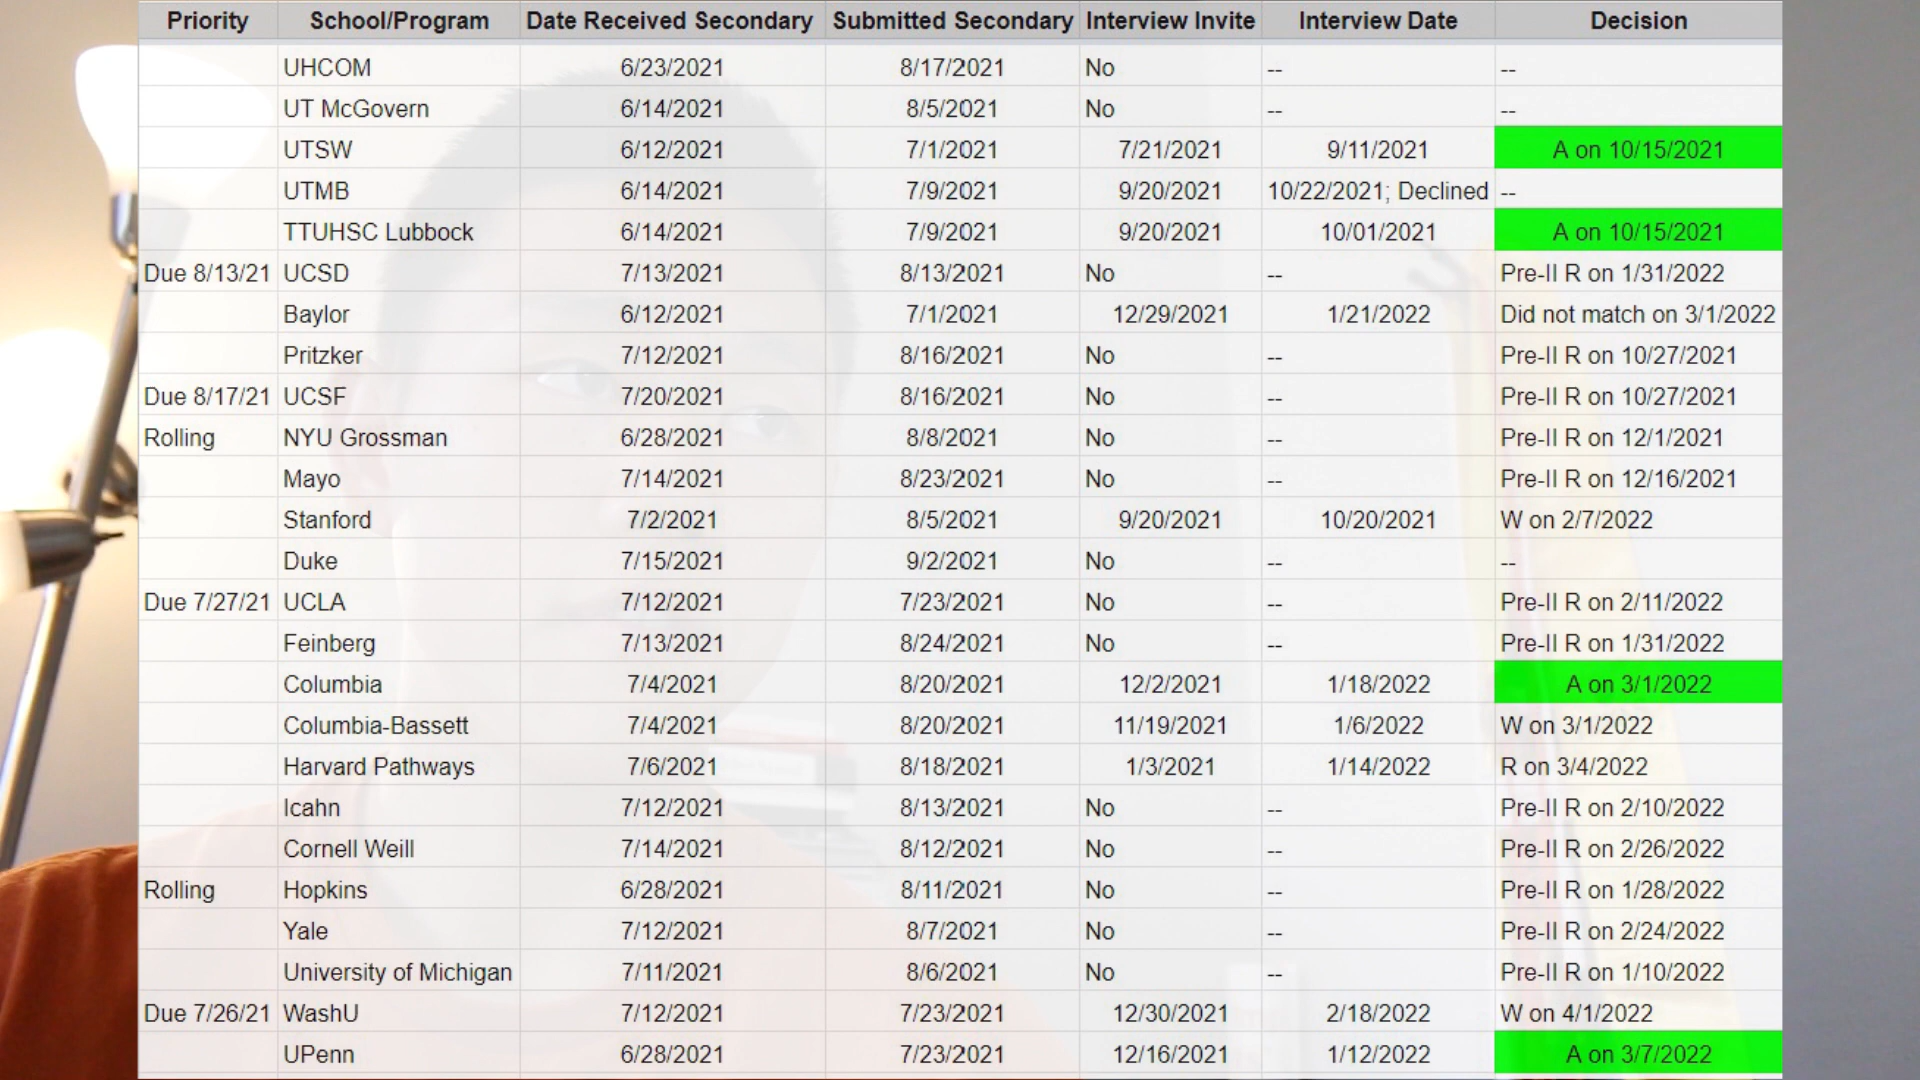 Priority School/Program Date Received Secondary Submitted Secondary Interview Invite Interview Date Decision
UHCOM 6/23/2021 8/17/2021 No -- --
UT McGovern 6/14/2021 8/5/2021 No -- --
UTSW 6/12/2021 7/1/2021 7/21/2021 9/11/2021 A on 10/15/2021
UTMB 6/14/2021 7/9/2021 9/20/2021 10/22/2021; Declined --
TTUHSC Lubbock 6/14/2021 7/9/2021 9/20/2021 10/01/2021 A on 10/15/2021
Due 8/13/21 UCSD 7/13/2021 8/13/2021 No -- Pre-II R on 1/31/2022
Baylor 6/12/2021 7/1/2021 12/29/2021 1/21/2022 Did not match on 3/1/2022
Pritzker 7/12/2021 8/16/2021 No -- Pre-II R on 10/27/2021
Due 8/17/21 UCSF 7/20/2021 8/16/2021 No -- Pre-II R on 10/27/2021
Rolling NYU Grossman 6/28/2021 8/8/2021 No -- Pre-II R on 12/1/2021
Mayo 7/14/2021 8/23/2021 No -- Pre-II R on 12/16/2021
Stanford 7/2/2021 8/5/2021 9/20/2021 10/20/2021 W on 2/7/2022
Duke 7/15/2021 9/2/2021 No -- --
Due 7/27/21 UCLA 7/12/2021 7/23/2021 No -- Pre-II R on 2/11/2022
Feinberg 7/13/2021 8/24/2021 No -- Pre-II R on 1/31/2022
Columbia 7/4/2021 8/20/2021 12/2/2021 1/18/2022 A on 3/1/2022
Columbia-Bassett 7/4/2021 8/20/2021 11/19/2021 1/6/2022 W on 3/1/2022
Harvard Pathways 7/6/2021 8/18/2021 1/3/2021 1/14/2022 R on 3/4/2022
Icahn 7/12/2021 8/13/2021 No -- Pre-II R on 2/10/2022
Cornell Weill 7/14/2021 8/12/2021 No -- Pre-II R on 2/26/2022
Rolling Hopkins 6/28/2021 8/11/2021 No -- Pre-II R on 1/28/2022
Yale 7/12/2021 8/7/2021 No -- Pre-II R on 2/24/2022
University of Michigan 7/11/2021 8/6/2021 No -- Pre-II R on 1/10/2022
Due 7/26/21 WashU 7/12/2021 7/23/2021 12/30/2021 2/18/2022 W on 4/1/2022
UPenn 6/28/2021 7/23/2021 12/16/2021 1/12/2022 A on 3/7/2022